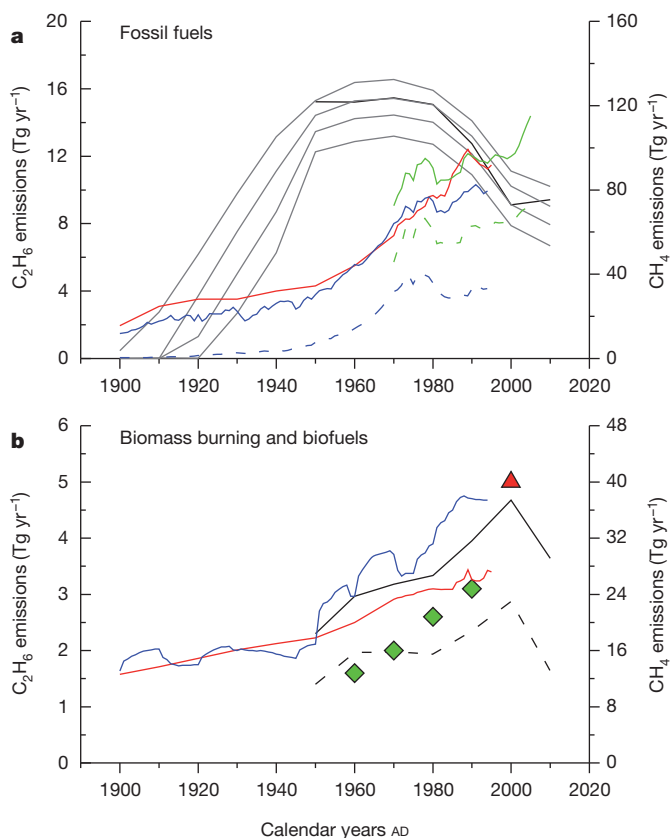 a
Fossil fuels
C₂H₆ emissions (Tg yr⁻¹)
20
16
12
8
4
0
CH₄ emissions (Tg yr⁻¹)
160
120
80
40
0
1900 1920 1940 1960 1980 2000 2020
b
Biomass burning and biofuels
C₂H₆ emissions (Tg yr⁻¹)
6
5
4
3
2
1
0
CH₄ emissions (Tg yr⁻¹)
48
40
36
30
24
16
12
8
0
1900 1920 1940 1960 1980 2000 2020
Calendar years AD